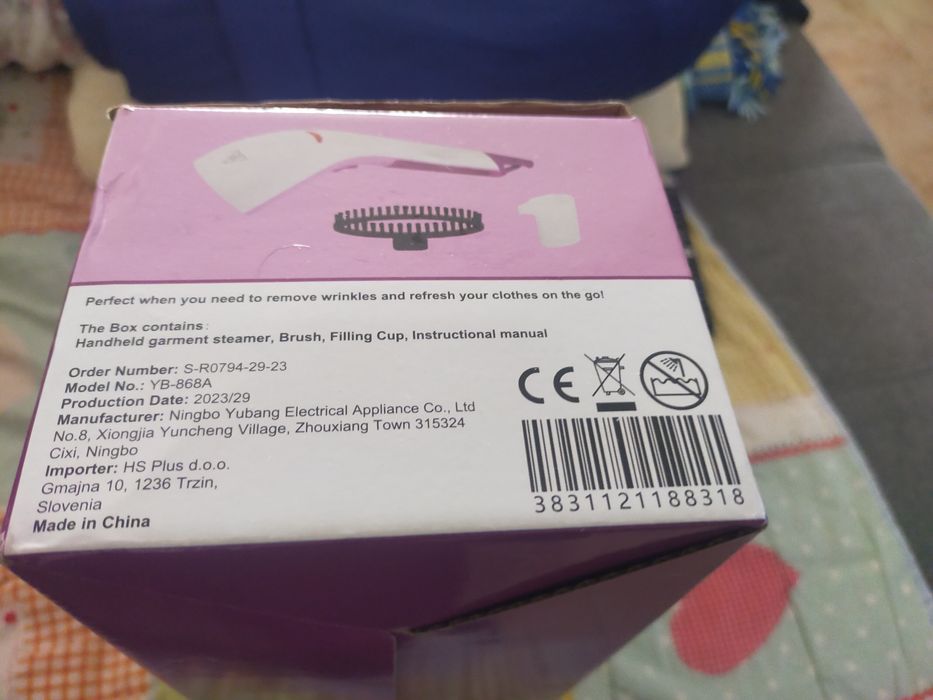 Perfect when you need to remove wrinkles and refresh your clothes on the go!
The Box contains:
Handheld garment steamer, Brush, Filling Cup, Instructional manual
Order Number: S-R0794-29-23
Model No.: YB-868A
Production Date: 2023/29
Manufacturer: Ningbo Yubang Electrical Appliance Co., Ltd
No.8, Xiongjia Yuncheng Village, Zhouxiang Town 315324
Cixi, Ningbo
Importer: HS Plus d.o.o.
Gmajna 10, 1236 Trzin,
Slovenia
Made in China
CE
3831121188318